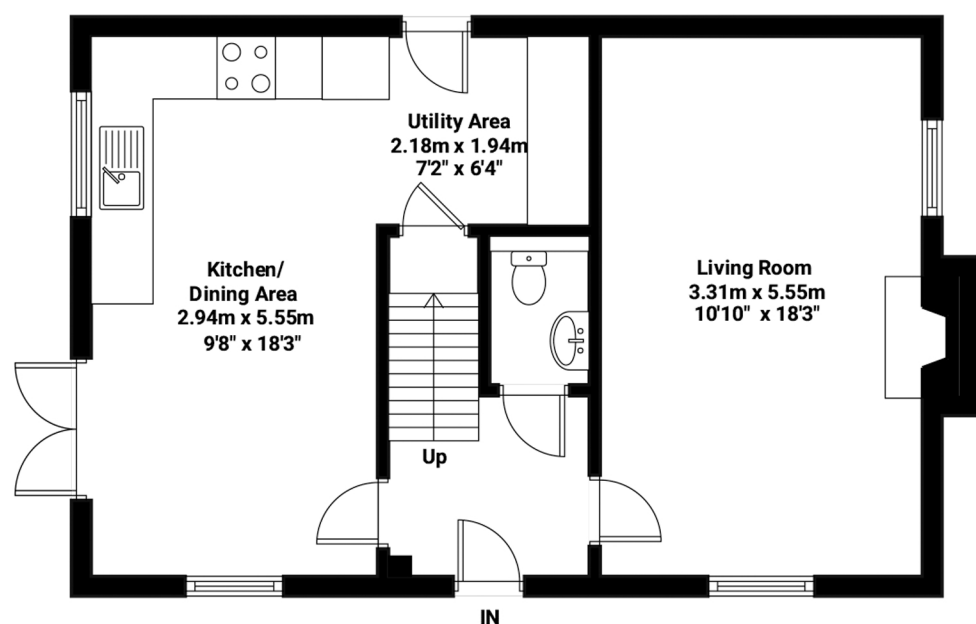 Utility Area
2.18m x 1.94m
7'2" x 6'4"
Kitchen/
Dining Area
2.94m x 5.55m
9'8" x 18'3"
Living Room
3.31m x 5.55m
10'10" x 18'3"
Up
IN